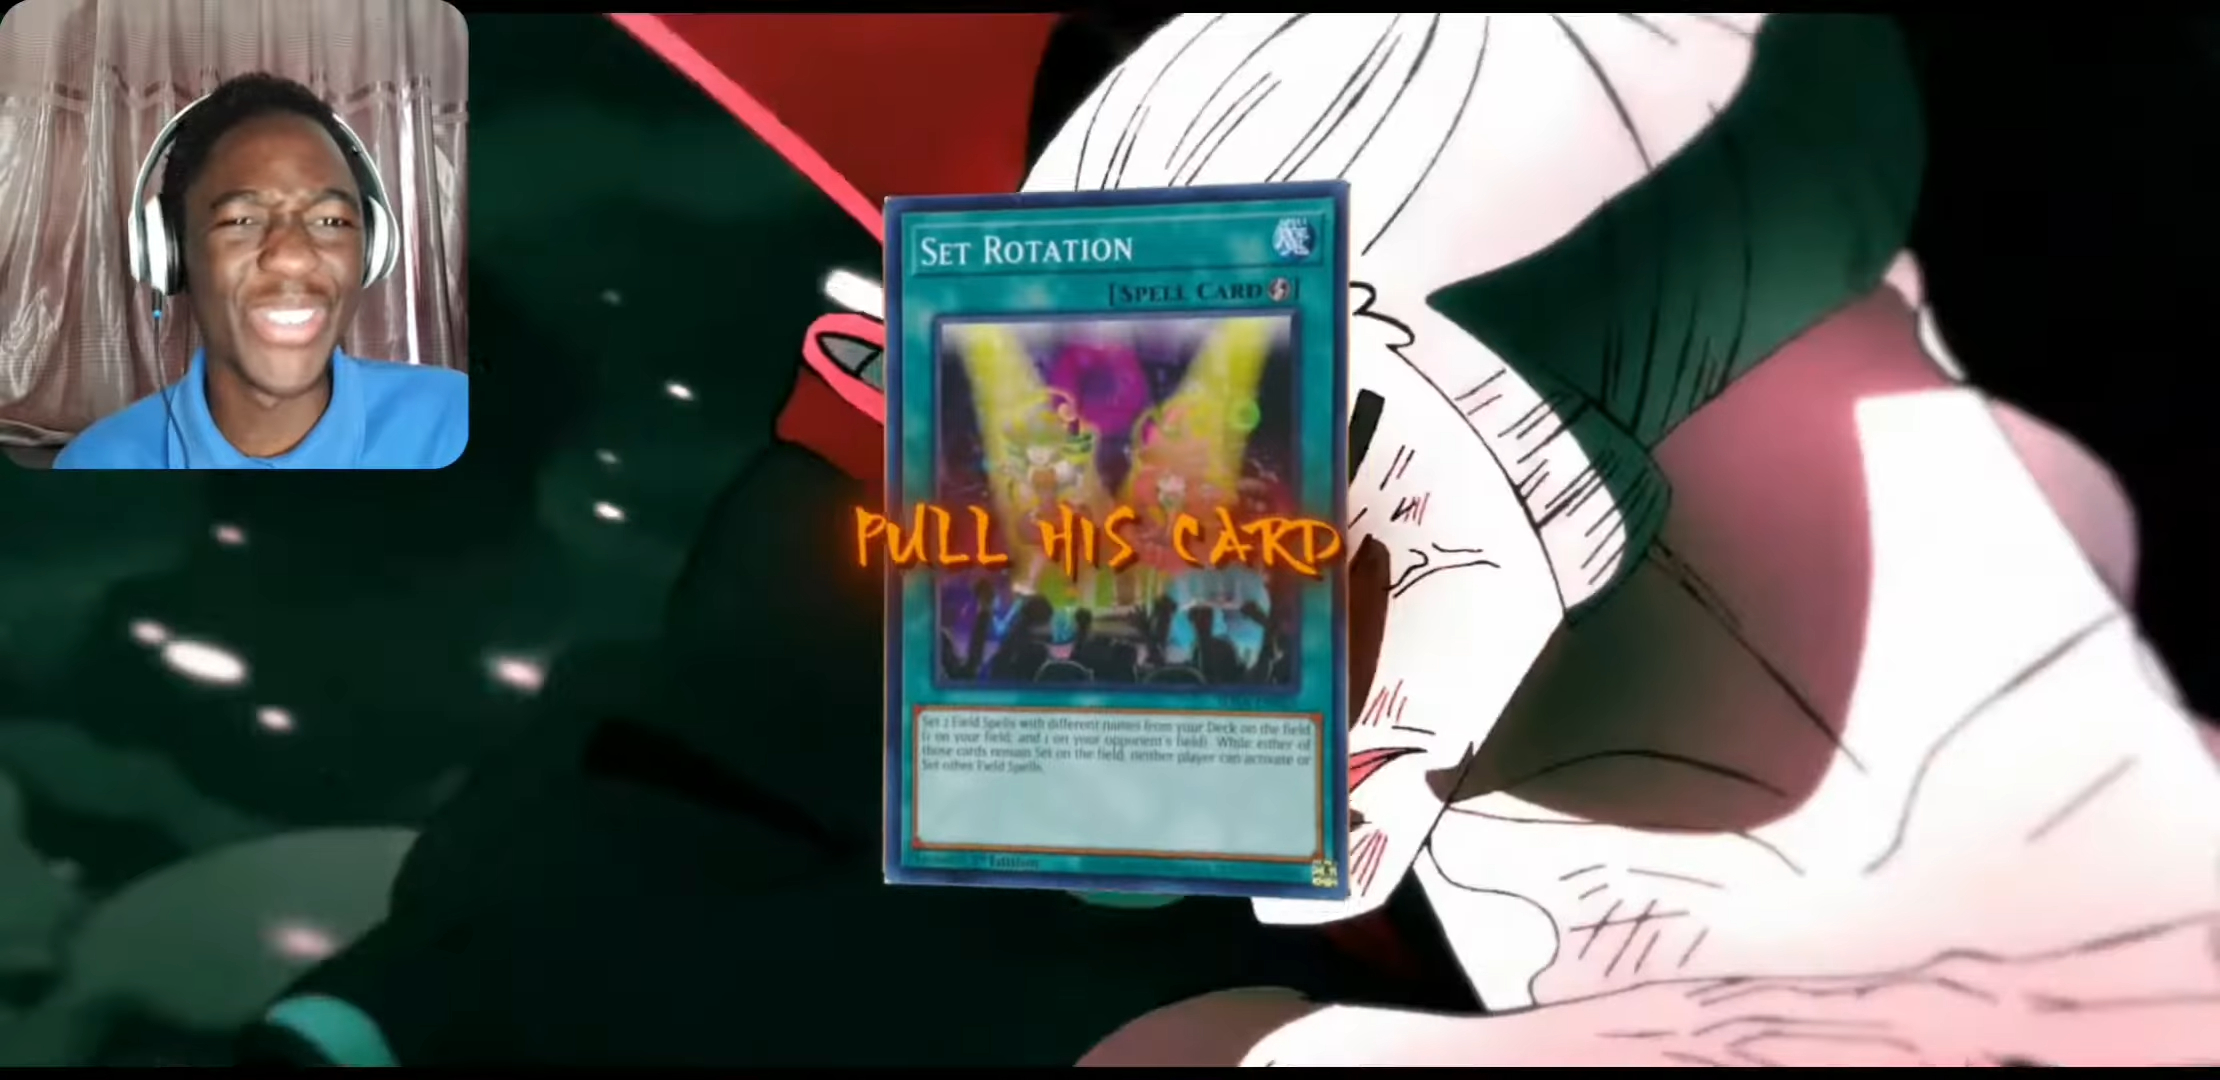 SET ROTATION
[SPELL CARD]
PULL HIS CARD
Set 2 Field Spells with different names from your Deck on the field
(1 on your field, and 1 on your opponent's field). While either of
those cards remain Set on the field, neither player can activate or
Set other Field Spells.
1st Edition